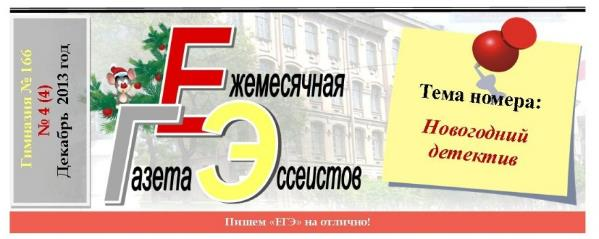 Гимназия № 166
№ 4 (4)
Декабрь 2013 год
Ежемесячная
Газета Эссеистов
Тема номера:
Новогодний
детектив
Пишем «ЕГЭ» на отлично!